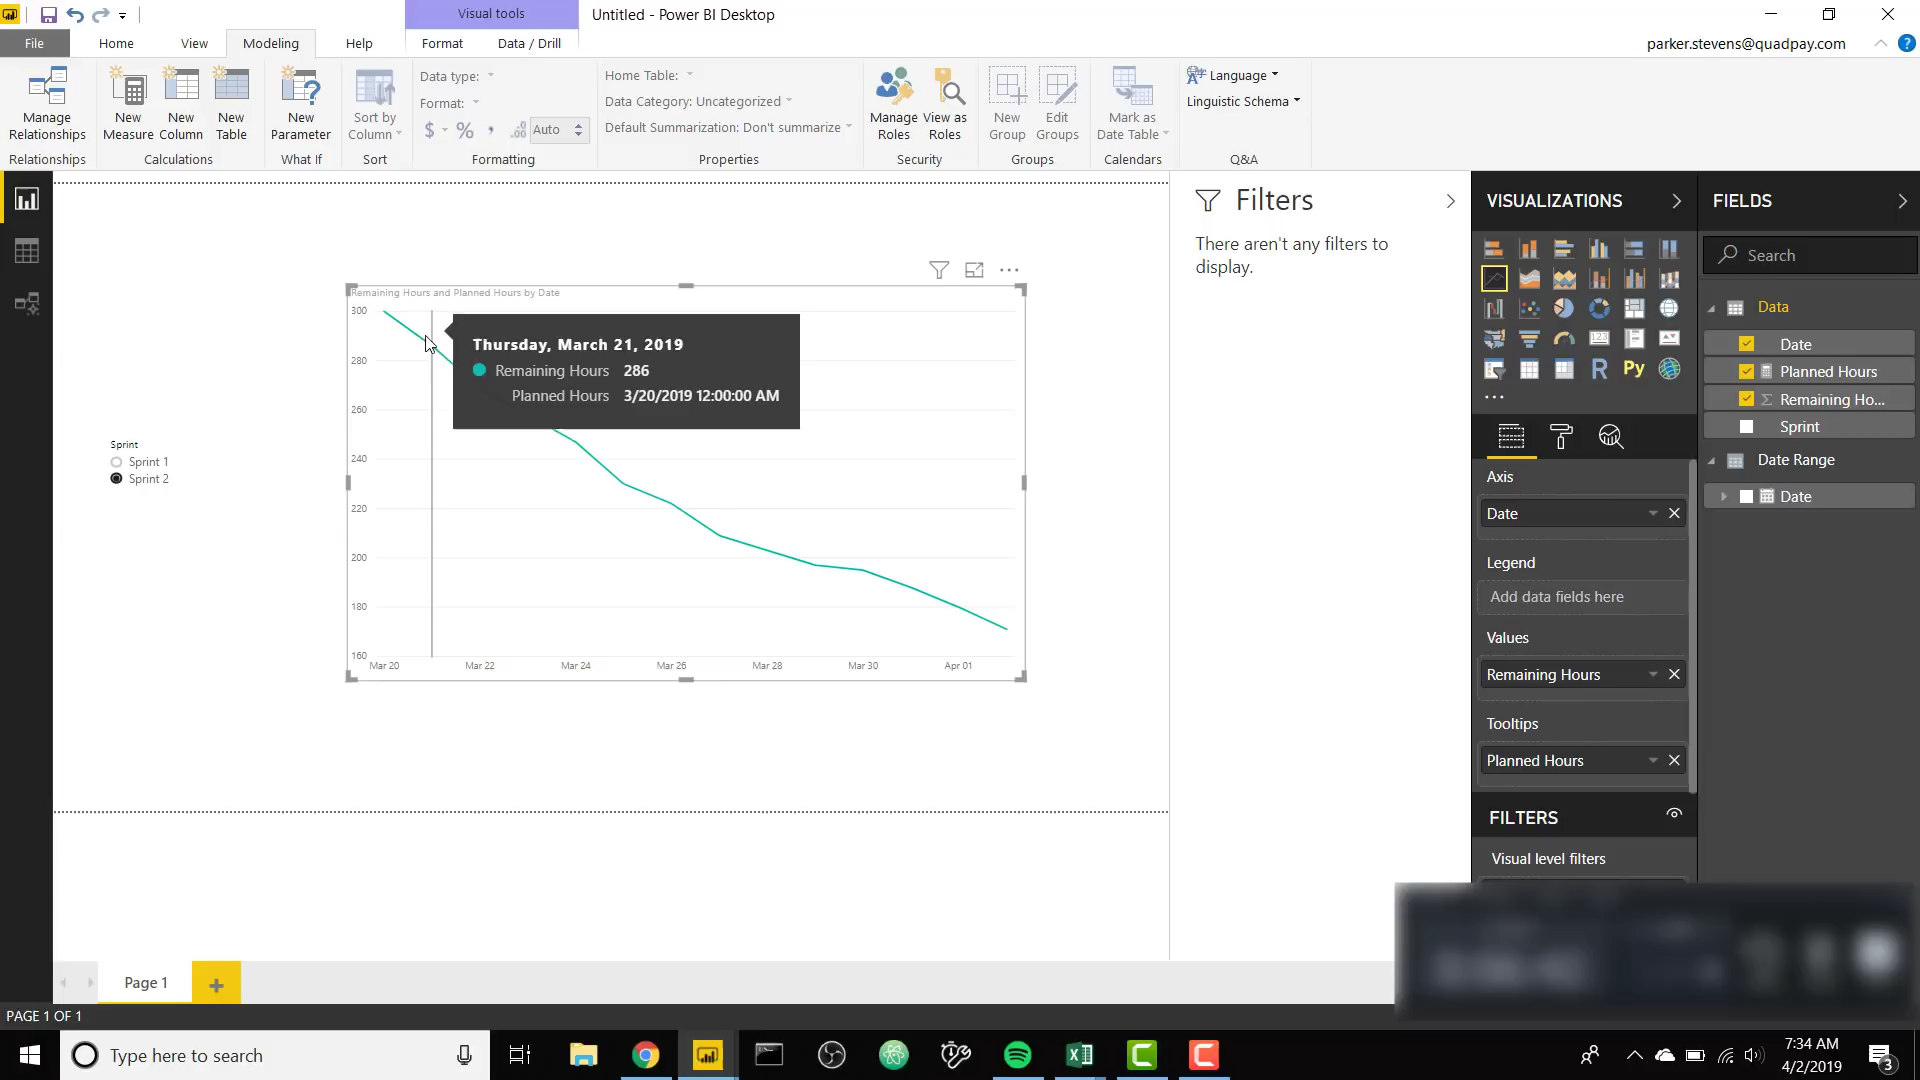 Visual tools
Untitled - Power BI Desktop
File
Home
View
Modeling
Help
Format
Data / Drill
parker.stevens@quadpay.com
Manage
Relationships
New
Measure
New
Column
New
Table
New
Parameter
Sort by
Column
Data type:
Format:
$
%
Auto
Home Table:
Data Category: Uncategorized
Default Summarization: Don't summarize
Manage
Roles
View as
Roles
New
Group
Edit
Groups
Mark as
Date Table
Language
Linguistic Schema
Relationships
Calculations
What If
Sort
Formatting
Properties
Security
Groups
Calendars
Q&A
Sprint
Sprint 1
Sprint 2
Remaining Hours and Planned Hours by Date
300
280
260
240
220
200
180
160
Mar 20
Mar 22
Mar 24
Mar 26
Mar 28
Mar 30
Apr 01
Thursday, March 21, 2019
Remaining Hours 286
Planned Hours 3/20/2019 12:00:00 AM
Filters
There aren't any filters to
display.
VISUALIZATIONS
R
Py
Axis
Date
Legend
Add data fields here
Values
Remaining Hours
Tooltips
Planned Hours
FILTERS
Visual level filters
FIELDS
Search
Data
Date
Planned Hours
Remaining Ho...
Sprint
Date Range
Date
Page 1
PAGE 1 OF 1
Type here to search
7:34 AM
4/2/2019
3